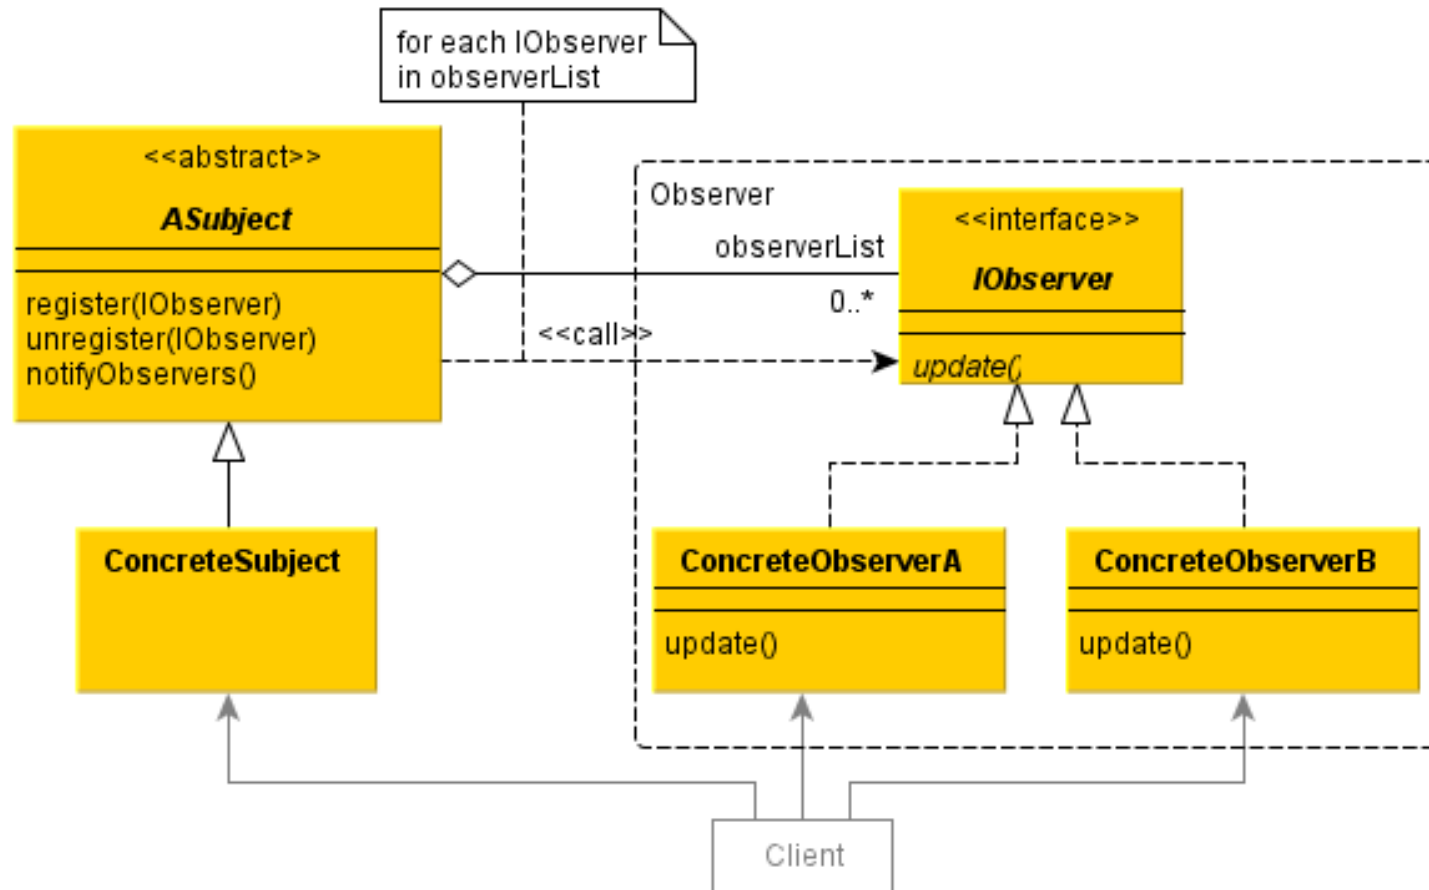 for each IObserver
in observerList
<<abstract>>
ASubject
register(IObserver)
unregister(IObserver)
notifyObservers()
Observer
observerList
0..*
<<call>>
<<interface>>
IObserver
update()
ConcreteSubject
ConcreteObserverA
update()
ConcreteObserverB
update()
Client